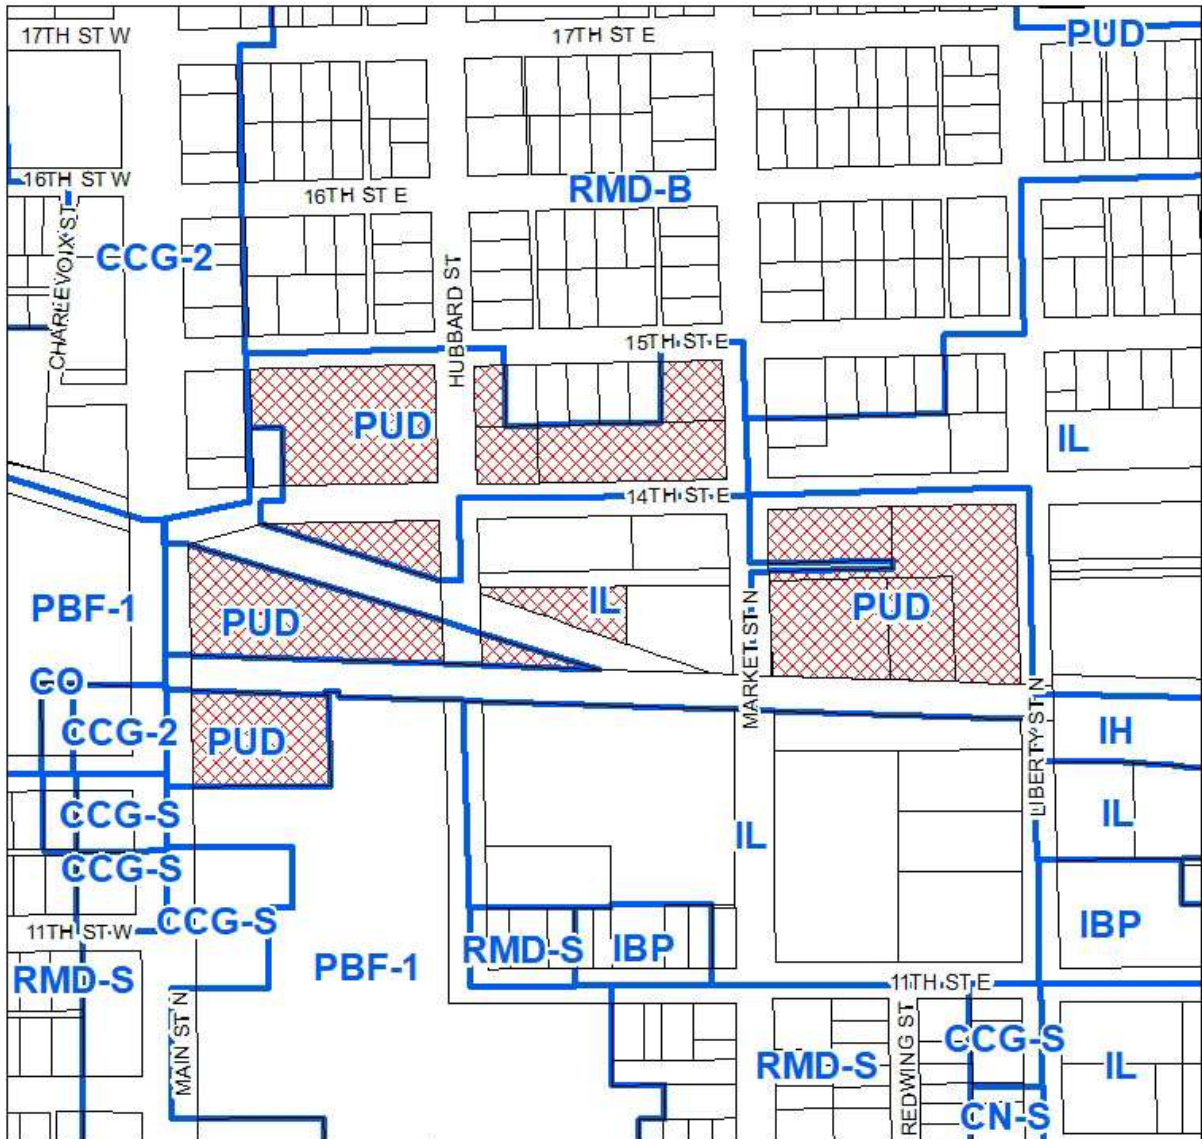 17TH ST W
17TH ST E
PUD
16TH ST W
16TH ST E
RMD-B
CHARLEVOIX ST
CCG-2
HUBBARD ST
15TH ST E
PUD
IL
14TH ST E
PBF-1
PUD
IL
MARKET ST N
PUD
GO
CCG-2
PUD
LIBERTY ST N
IH
CCG-S
IL
IL
CCG-S
CCG-S
11TH ST W
RMD-S
IBP
IBP
RMD-S
PBF-1
11TH ST E
MAIN ST N
REDWING ST
CCG-S
RMD-S
IL
CN-S